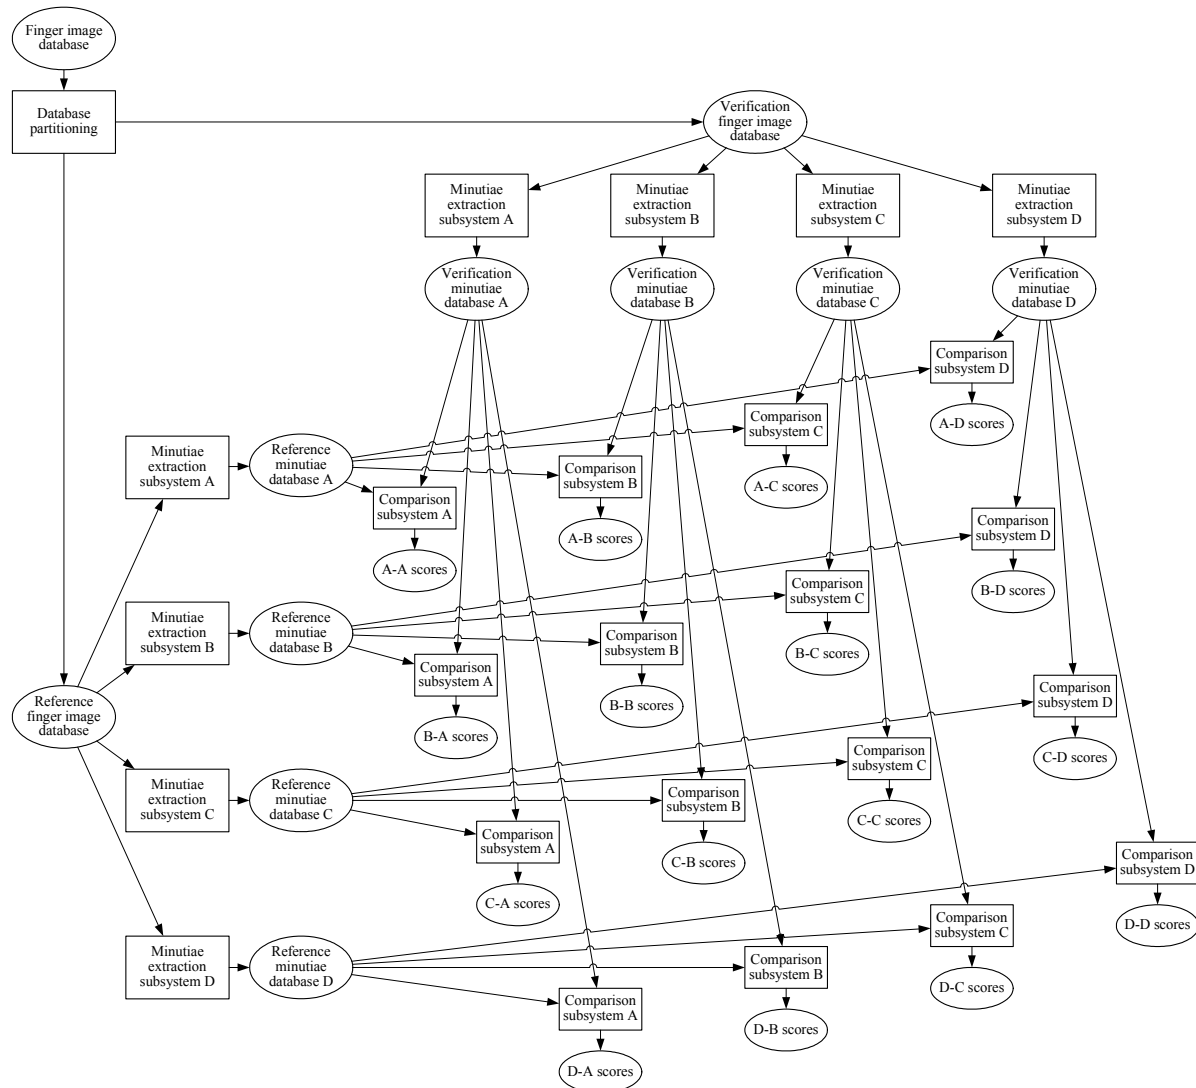 Finger image
database
Database
partitioning
Verification
finger image
database
Minutiae
extraction
subsystem A
Minutiae
extraction
subsystem B
Minutiae
extraction
subsystem C
Minutiae
extraction
subsystem D
Verification
minutiae
database A
Verification
minutiae
database B
Verification
minutiae
database C
Verification
minutiae
database D
Comparison
subsystem D
A-D scores
Comparison
subsystem C
A-C scores
Minutiae
extraction
subsystem A
Reference
minutiae
database A
Comparison
subsystem B
A-B scores
Comparison
subsystem A
A-A scores
Comparison
subsystem D
B-D scores
Comparison
subsystem C
B-C scores
Minutiae
extraction
subsystem B
Reference
minutiae
database B
Comparison
subsystem B
B-B scores
Comparison
subsystem A
B-A scores
Reference
finger image
database
Comparison
subsystem D
C-D scores
Comparison
subsystem C
C-C scores
Minutiae
extraction
subsystem C
Reference
minutiae
database C
Comparison
subsystem B
C-B scores
Comparison
subsystem A
C-A scores
Comparison
subsystem D
D-D scores
Comparison
subsystem C
D-C scores
Minutiae
extraction
subsystem D
Reference
minutiae
database D
Comparison
subsystem B
D-B scores
Comparison
subsystem A
D-A scores